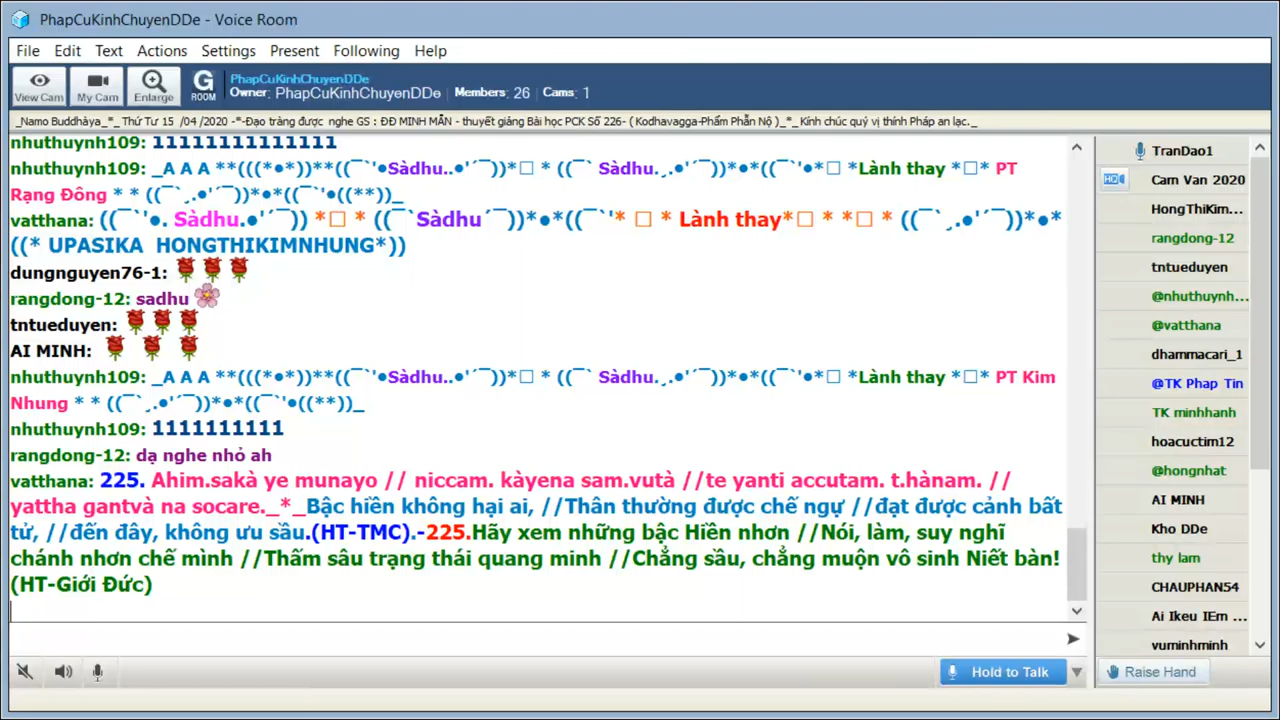 PhapCuKinhChuyenDDe - Voice Room
File Edit Text Actions Settings Present Following Help
View Cam My Cam Enlarge G ROOM
PhapCuKinhChuyenDDe
Owner: PhapCuKinhChuyenDDe Members: 26 Cams: 1
_Namo Buddhàya_*_ Thứ Tư 15 /04 /2020 -*-Đạo tràng được nghe GS : ĐĐ MINH MẪN - thuyết giảng Bài học PCK Số 226- ( Kodhavagga-Phẩm Phẫn Nộ )_*_ Kính chúc quý vị thính Pháp an lạc._
nhuthuynh109: 11111111111111
nhuthuynh109: _A A A **(((*●*))**((¯`'●Sàdhu..●'´¯))*□ * ((¯` Sàdhu.¸.●'´¯))*●*((¯`'●*□ *Lành thay *□* PT
Rạng Đông * * ((¯`¸.●'´¯))*●*((¯`'●((**))_
vatthana: ((¯`'●. Sàdhu.●'´¯)) *□ * ((¯`Sàdhu´¯))*●*((¯`'* □ * Lành thay*□ * *□ * ((¯`¸.●'´¯))*●*
((* UPASIKA HONGTHIKIMNHUNG*))
dungnguyen76-1:
rangdong-12: sadhu
tntueduyen:
AI MINH:
nhuthuynh109: _A A A **(((*●*))**((¯`'●Sàdhu..●'´¯))*□ * ((¯` Sàdhu.¸.●'´¯))*●*((¯`'●*□ *Lành thay *□* PT Kim
Nhung * * ((¯`¸.●'´¯))*●*((¯`'●((**))_
nhuthuynh109: 1111111111
rangdong-12: dạ nghe nhỏ ah
vatthana: 225. Ahim.sakà ye munayo // niccam. kàyena sam.vutà //te yanti accutam. t.hànam. //
yattha gantvà na socare._*_Bậc hiền không hại ai, //Thân thường được chế ngự //đạt được cảnh bất
tử, //đến đây, không ưu sầu.(HT-TMC).-225.Hãy xem những bậc Hiền nhơn //Nói, làm, suy nghĩ
chánh nhơn chế mình //Thấm sâu trạng thái quang minh //Chẳng sầu, chẳng muộn vô sinh Niết bàn!
(HT-Giới Đức)
Hold to Talk
TranDao1
HQ Cam Van 2020
HongThiKim...
rangdong-12
tntueduyen
@nhuthuynh...
@vatthana
dhammacari_1
@TK Phap Tin
TK minhhanh
hoacuctim12
@hongnhat
AI MINH
Kho DDe
thy lam
CHAUPHAN54
Ai Ikeu IEm ...
vuminhminh
Raise Hand